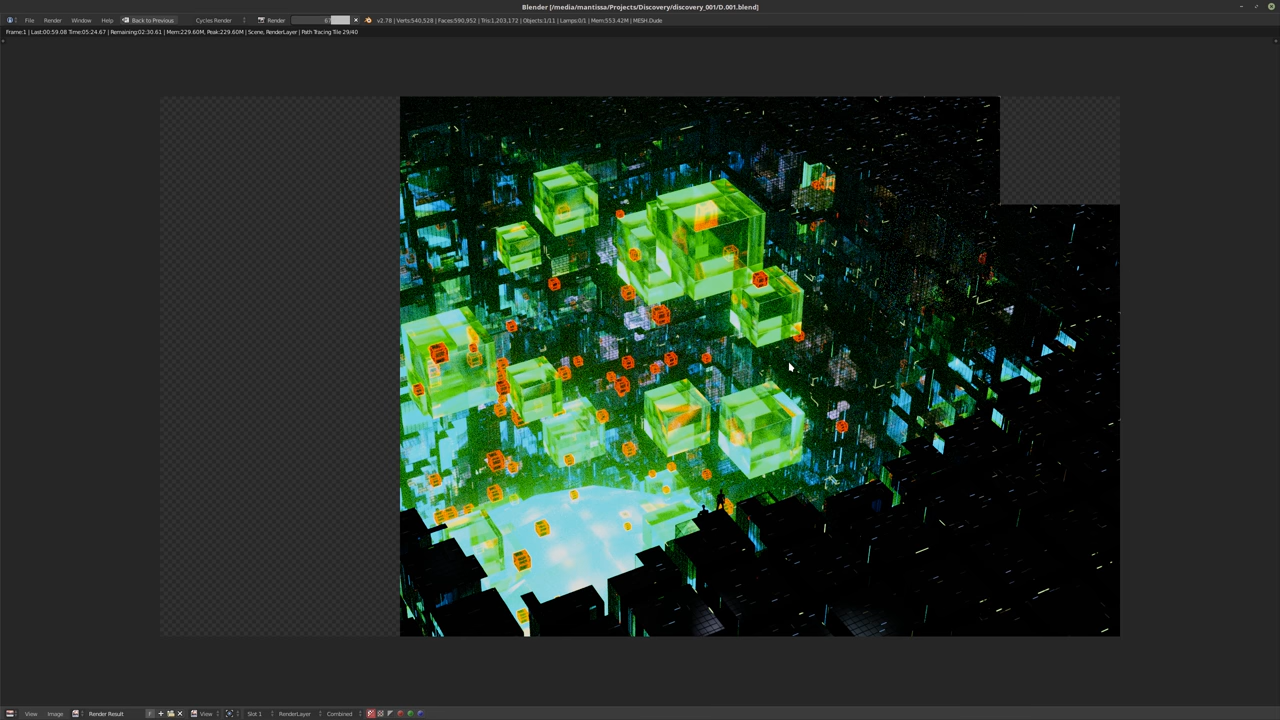 Blender [/media/mantissa/Projects/Discovery/discovery_001/D.001.blend]
File Render Window Help Back to Previous Cycles Render Render 67 v2.78 | Verts:540,528 | Faces:590,952 | Tris:1,203,172 | Objects:1/11 | Lamps:0/1 | Mem:553.42M | MESH.Dude
Frame:1 | Last:00:59.08 Time:05:24.67 | Remaining:02:30.61 | Mem:229.60M, Peak:229.60M | Scene, RenderLayer | Path Tracing Tile 29/40
View Image Render Result F View Slot 1 RenderLayer Combined